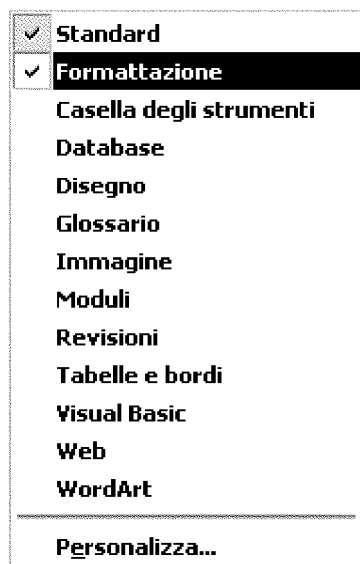 Standard
Formattazione
Casella degli strumenti
Database
Disegno
Glossario
Immagine
Moduli
Revisioni
Tabelle e bordi
Visual Basic
Web
WordArt
Personalizza...